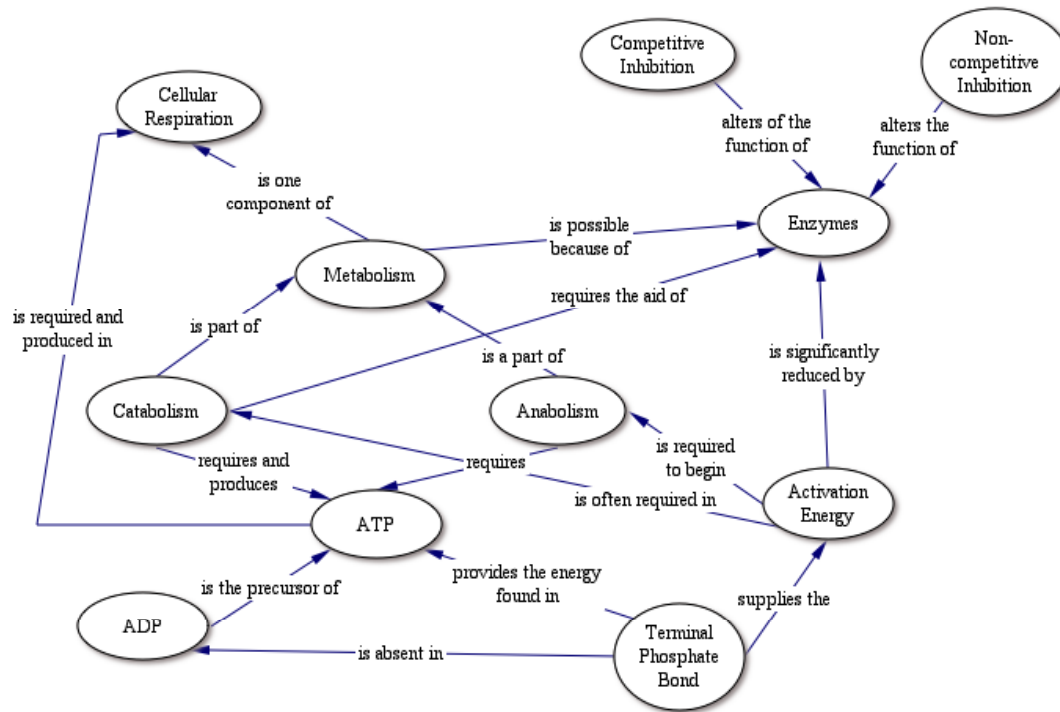 Competitive
Inhibition
Non-
competitive
Inhibition
Cellular
Respiration
alters of the
function of
alters the
function of
is one
component of
is possible
because of
Enzymes
Metabolism
requires the aid of
is required and
produced in
is part of
is a part of
is significantly
reduced by
Catabolism
Anabolism
is required
to begin
requires and
produces
requires
is often required in
Activation
Energy
ATP
is the precursor of
provides the energy
found in
supplies the
ADP
is absent in
Terminal
Phosphate
Bond